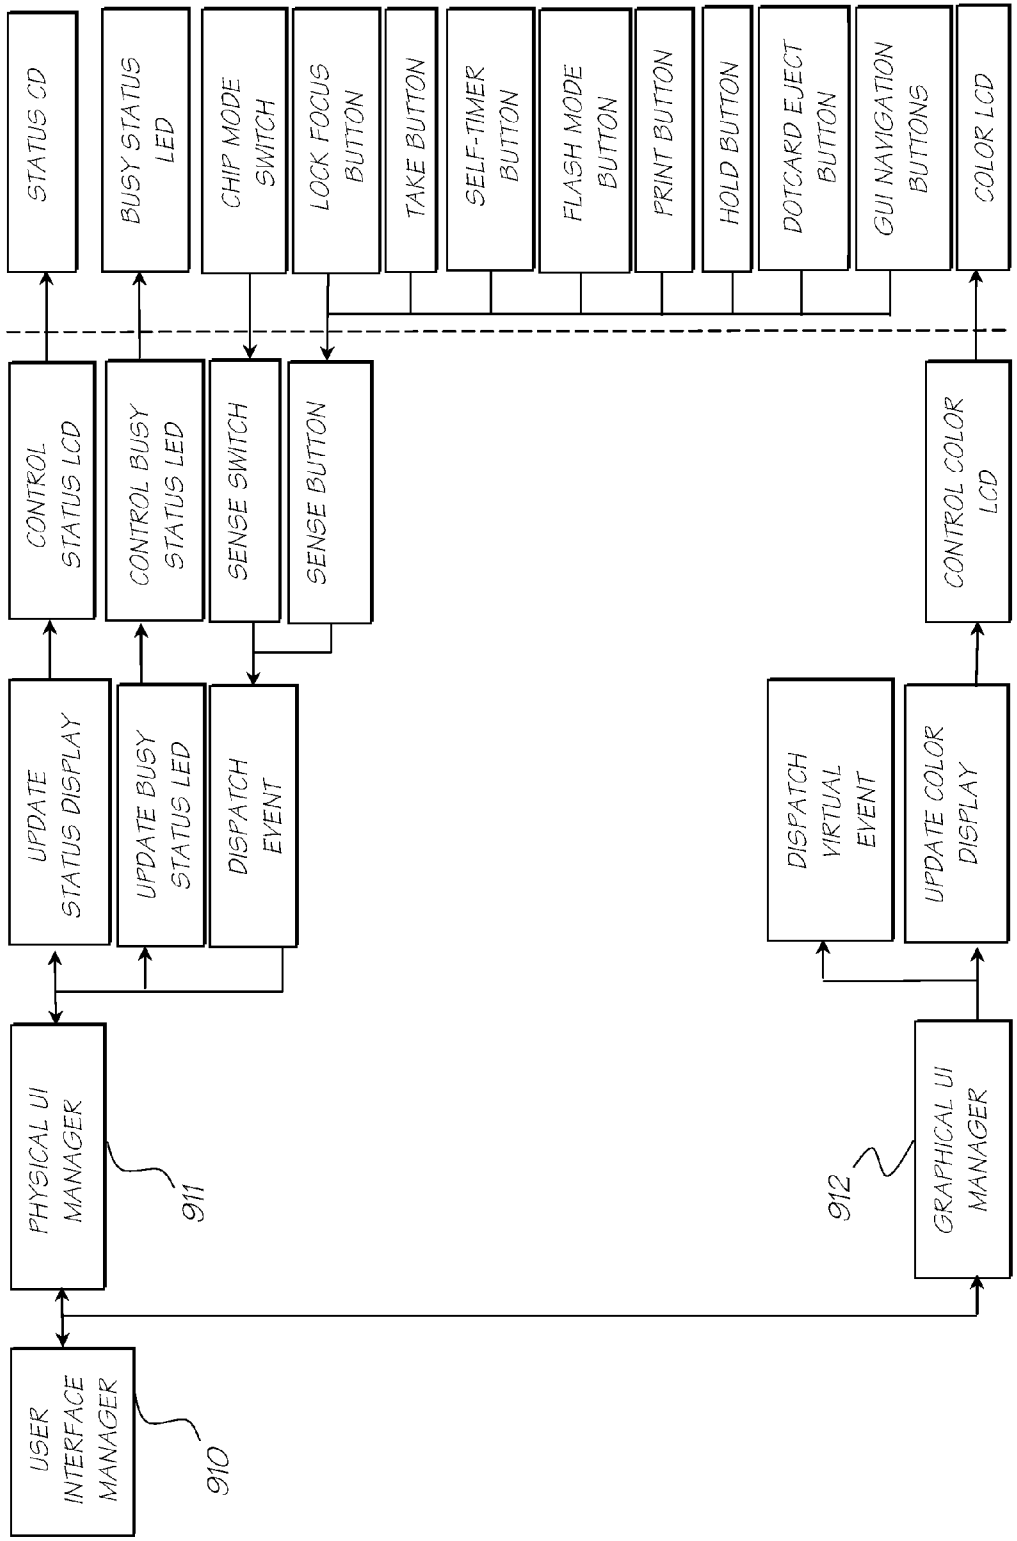 USER
INTERFACE
MANAGER
910
PHYSICAL UI
MANAGER
911
GRAPHICAL UI
MANAGER
912
UPDATE
STATUS DISPLAY
UPDATE BUSY
STATUS LED
DISPATCH
EVENT
DISPATCH
VIRTUAL
EVENT
UPDATE COLOR
DISPLAY
CONTROL
STATUS LCD
CONTROL BUSY
STATUS LED
SENSE SWITCH
SENSE BUTTON
CONTROL COLOR
LCD
STATUS CD
BUSY STATUS
LED
CHIP MODE
SWITCH
LOCK FOCUS
BUTTON
TAKE BUTTON
SELF-TIMER
BUTTON
FLASH MODE
BUTTON
PRINT BUTTON
HOLD BUTTON
DOTCARD EJECT
BUTTON
GUI NAVIGATION
BUTTONS
COLOR LCD